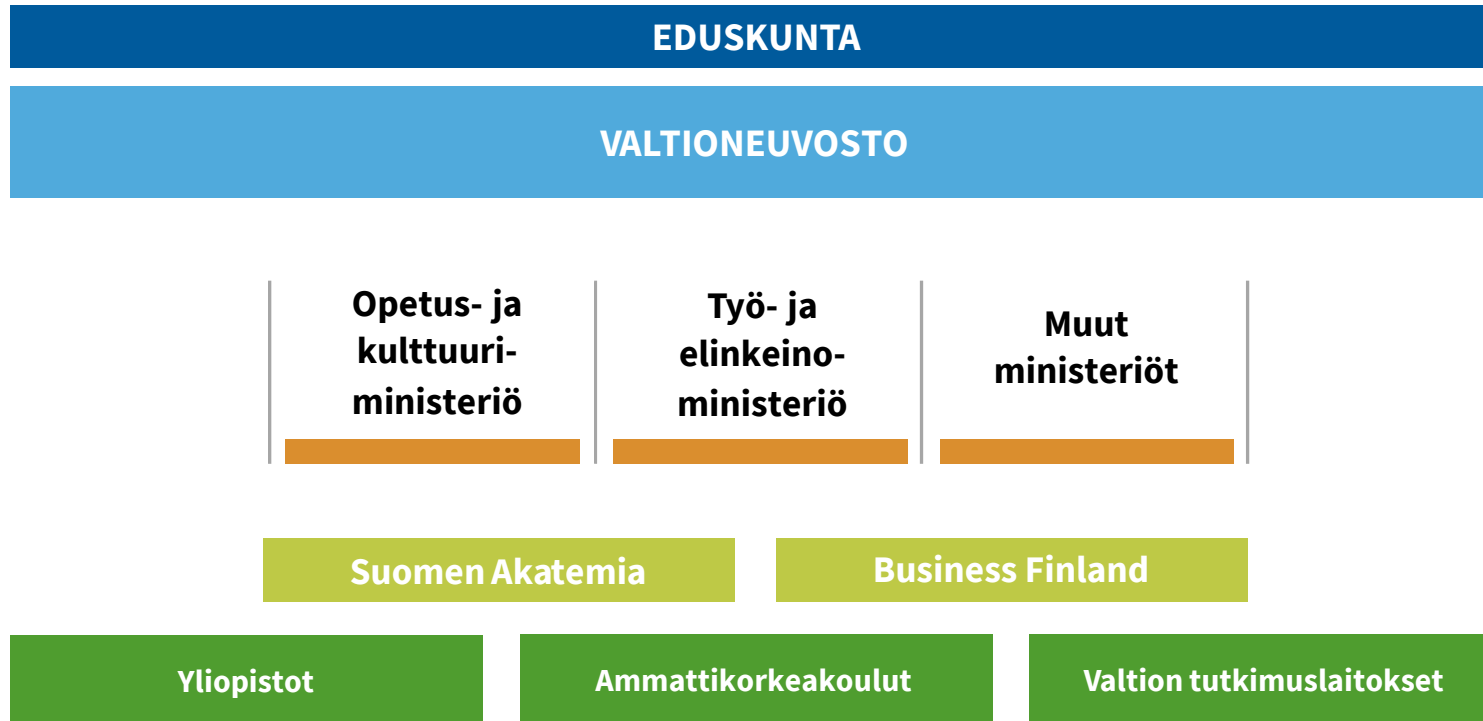 EDUSKUNTA
VALTIONEUVOSTO
Opetus- ja
kulttuuri-
ministeriö
Työ- ja
elinkeino-
ministeriö
Muut
ministeriöt
Suomen Akatemia
Business Finland
Yliopistot
Ammattikorkeakoulut
Valtion tutkimuslaitokset